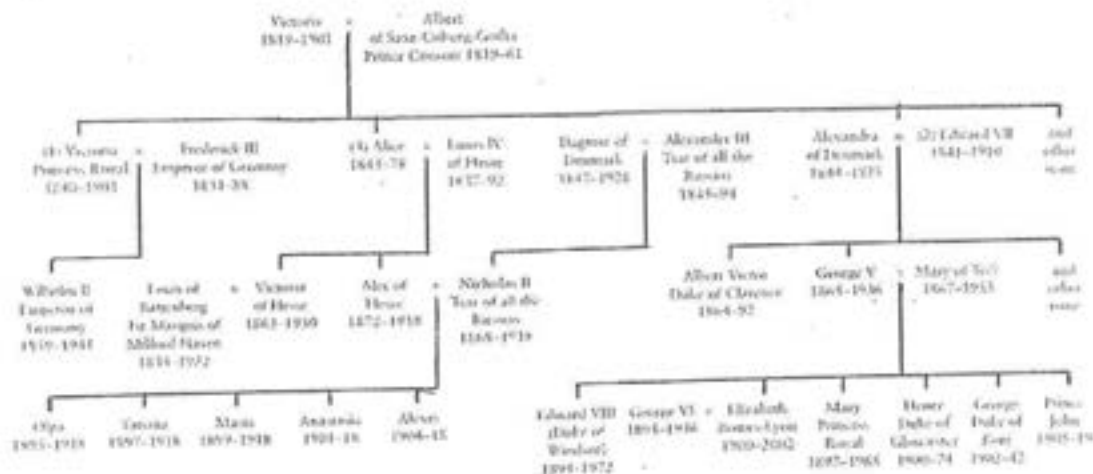 Victoria = Albert
1819–1901 of Saxe-Coburg-Gotha
Prince Consort 1819–61
(1) Victoria = Frederick III
Princess Royal Emperor of Germany
1840–1901 1831–88
(3) Alice = Louis IV
1843–78 of Hesse
1837–92
Dagmar of = Alexander III
Denmark Tsar of all the
1847–1928 Russias
1845–94
Alexandra = (2) Edward VII
of Denmark 1841–1910
1844–1925
and
other
issue
Wilhelm II
Emperor of
Germany
1859–1941
Louis of = Victoria
Battenberg of Hesse
1st Marquis of 1863–1950
Milford Haven
Alex of = Nicholas II
Hesse Tsar of all the
1872–1918 Russias
1868–1918
Albert Victor
Duke of Clarence
1864–92
George V = Mary of Teck
1865–1936 1867–1953
and
other
issue
Olga
1895–1918
Tatiana
1897–1918
Maria
1899–1918
Anastasia
1901–18
Alexei
1904–18
Edward VIII
(Duke of
Windsor)
1894–1972
George VI = Elizabeth
Bowes-Lyon
1900–2002
Mary
Princess
Royal
1897–1965
Henry
Duke of
Gloucester
1900–74
George
Duke of
Kent
1902–42
Prince
John